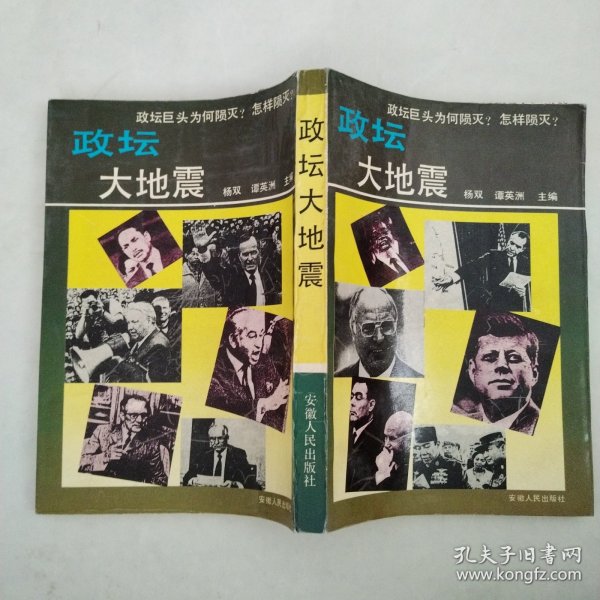 政坛巨头为何陨灭？怎样陨灭？
政坛
大地震
杨双 谭英洲 主编
安徽人民出版社
政坛大地震
安徽人民出版社
政坛巨头为何陨灭？怎样陨灭？
政坛
大地震
杨双 谭英洲 主编
安徽人民出版社
孔夫子旧书网
www.kongfz.com